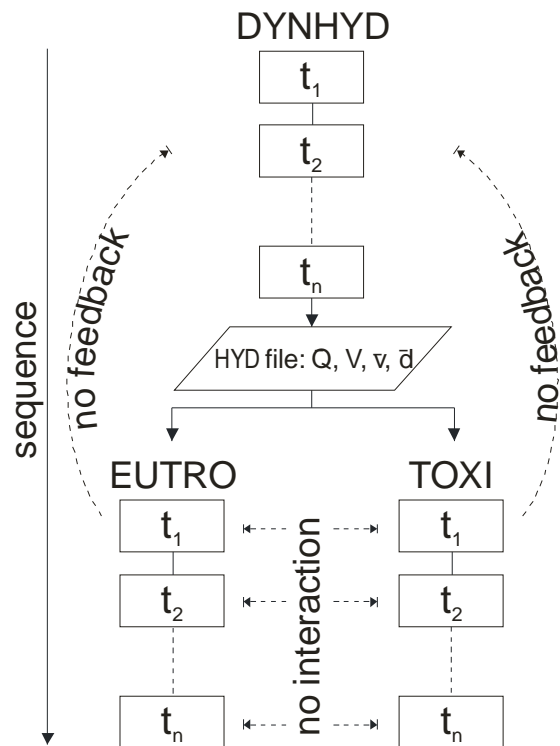 DYNHYD
t1
t2
tn
HYD file: Q, V, v̄, d̄
sequence
no feedback
no feedback
EUTRO
TOXI
t1
t1
t2
t2
tn
tn
no interaction